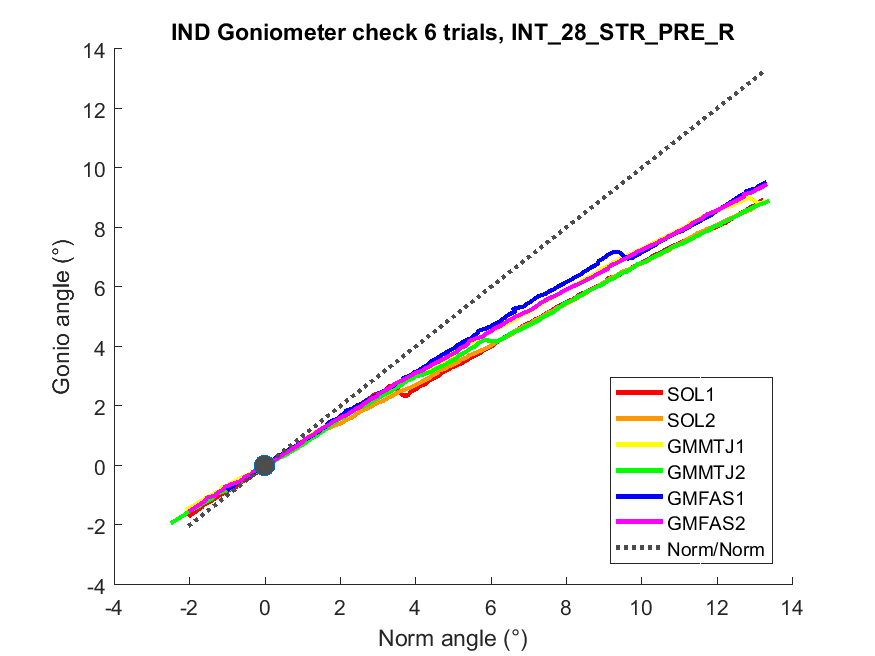 IND Goniometer check 6 trials, INT_28_STR_PRE_R
14
12
10
8
6
4
2
0
-2
-4
Gonio angle (°)
-4
-2
0
2
4
6
8
10
12
14
Norm angle (°)
SOL1
SOL2
GMMTJ1
GMMTJ2
GMFAS1
GMFAS2
Norm/Norm